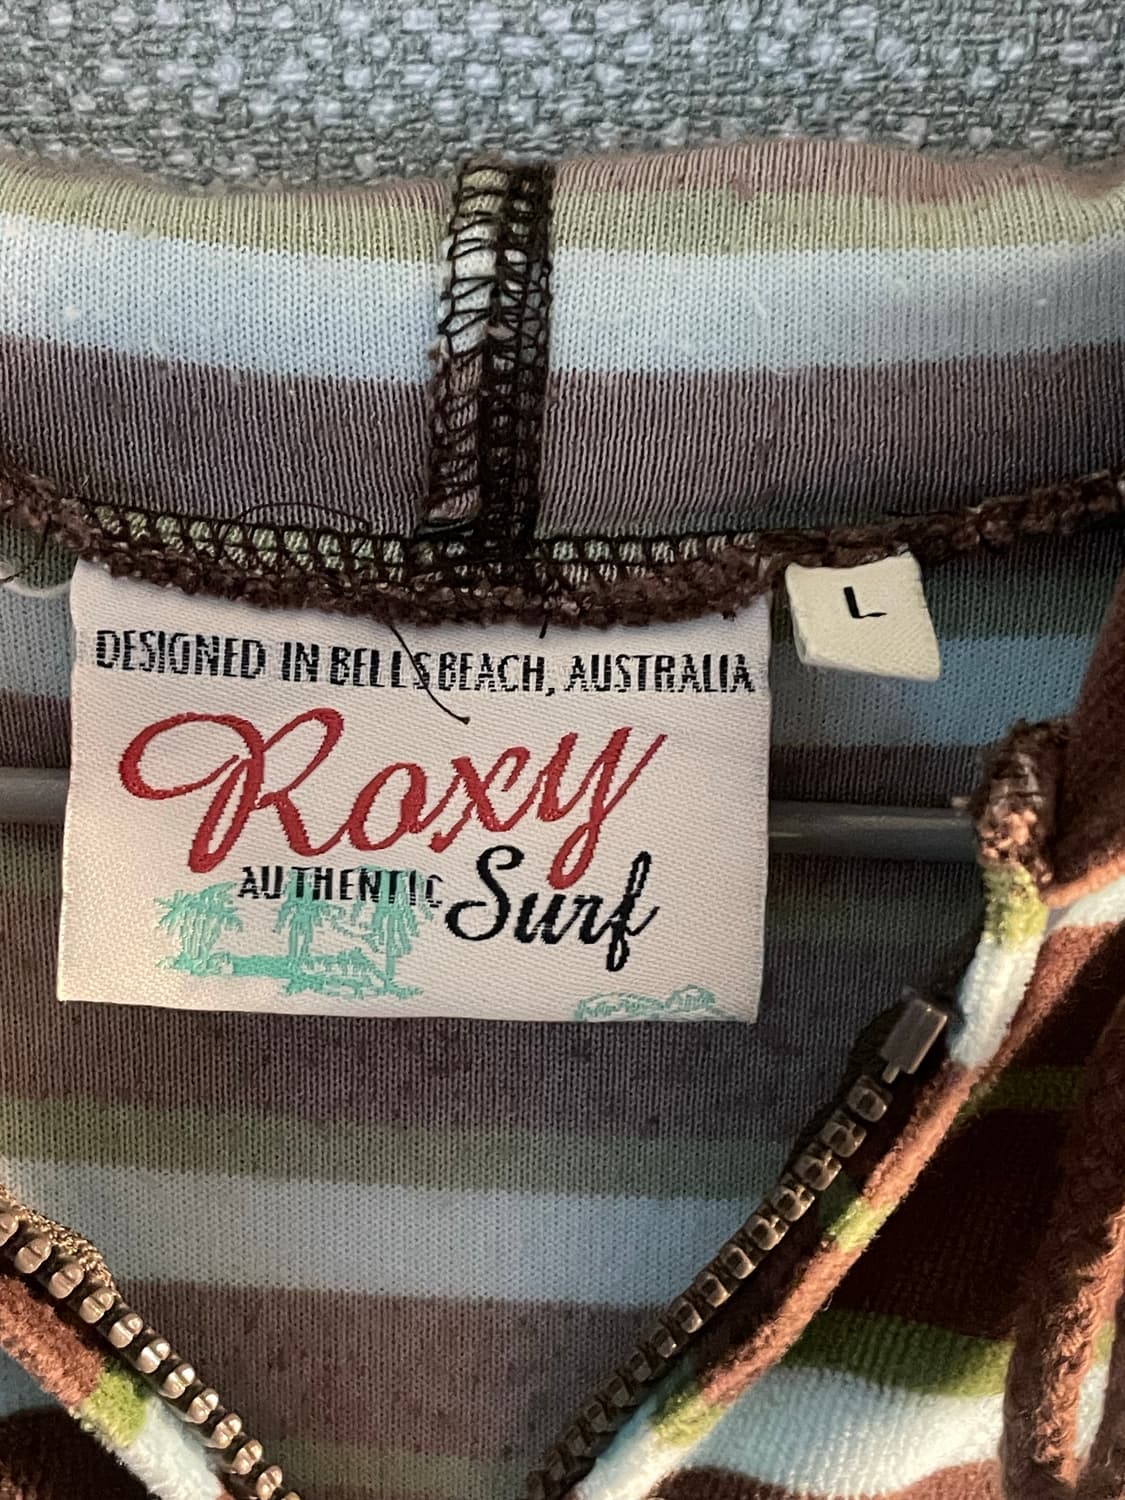 DESIGNED IN BELLS BEACH, AUSTRALIA
Roxy
AUTHENTIC Surf
L